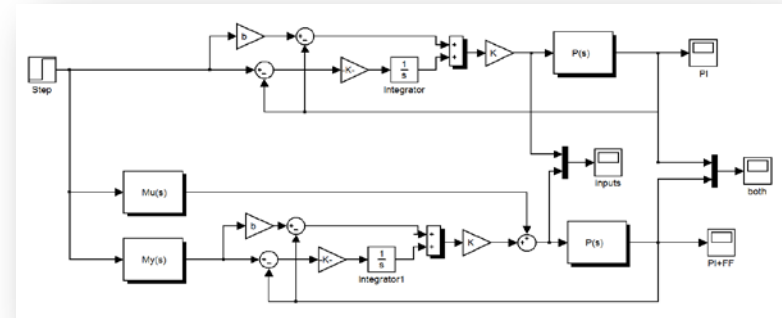 b
K
P(s)
-K-
1
s
Step
Integrator
PI
Mu(s)
Inputs
both
b
K
P(s)
My(s)
-K-
1
s
Integrator1
PI+FF